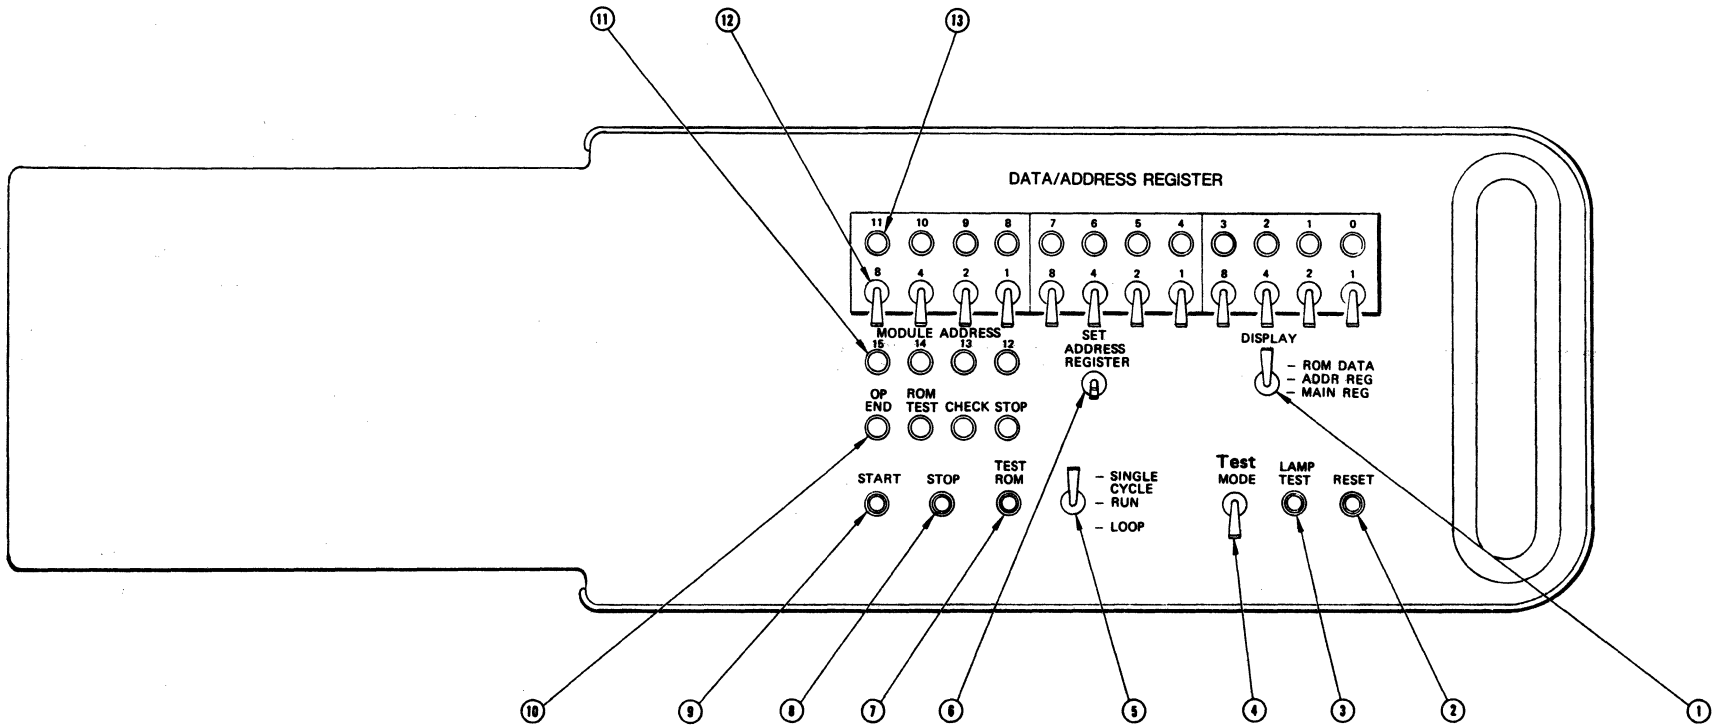 11 12 13
DATA/ADDRESS REGISTER
11 10 9 8 7 6 5 4 3 2 1 0
8 4 2 1 8 4 2 1 8 4 2 1
MODULE ADDRESS
15 14 13 12
SET
ADDRESS
REGISTER
DISPLAY
– ROM DATA
– ADDR REG
– MAIN REG
OP
END
ROM
TEST
CHECK
STOP
START
STOP
TEST
ROM
– SINGLE
CYCLE
– RUN
– LOOP
Test
MODE
LAMP
TEST
RESET
10 9 8 7 6 5 4 3 2 1